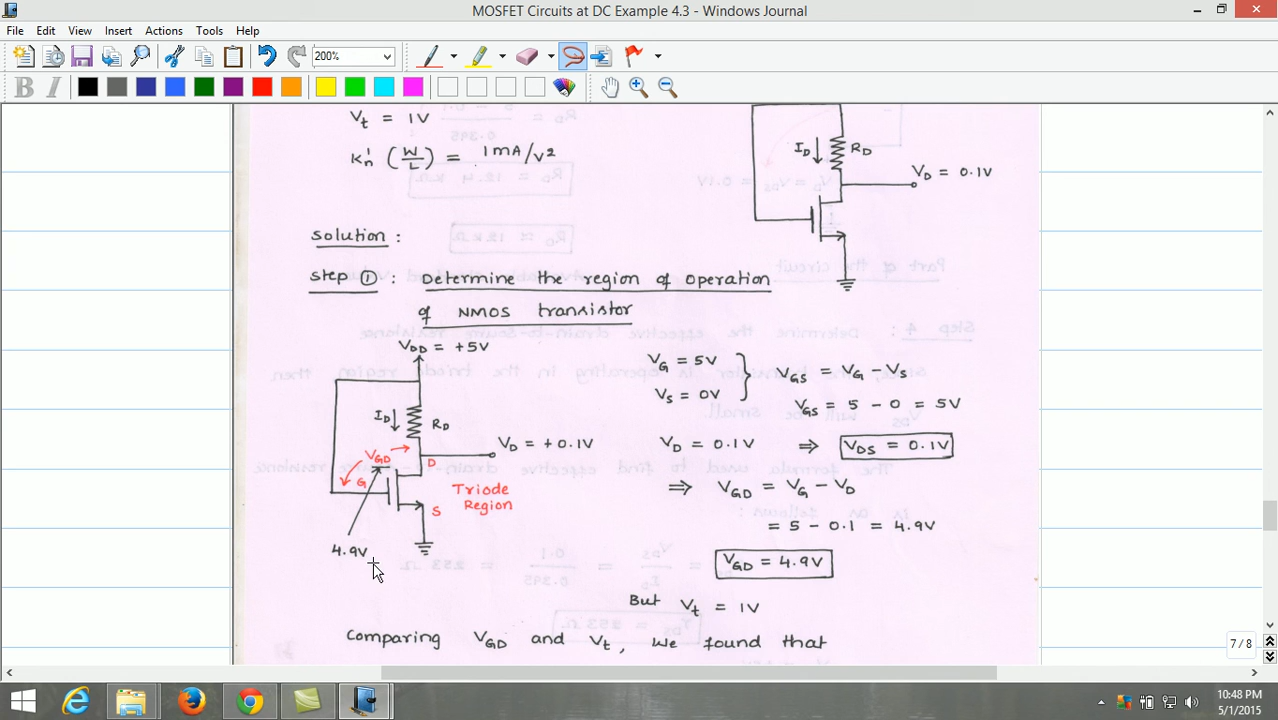 MOSFET Circuits at DC Example 4.3 - Windows Journal
File Edit View Insert Actions Tools Help
200%
B I
Vt = 1V
Kn' (W/L) = 1mA/V²
ID RD
VD = 0.1V
Solution :
Step ① : Determine the region of operation
of NMOS transistor
VDD = +5V
ID RD
VD = +0.1V
VGD
G
D
S
Triode
Region
4.9V
VG = 5V
VS = 0V
VGS = VG - VS
VGS = 5 - 0 = 5V
VD = 0.1V ⇒ VDS = 0.1V
⇒ VGD = VG - VD
= 5 - 0.1 = 4.9V
VGD = 4.9V
But Vt = 1V
Comparing VGD and Vt, we found that
7 / 8
10:48 PM
5/1/2015